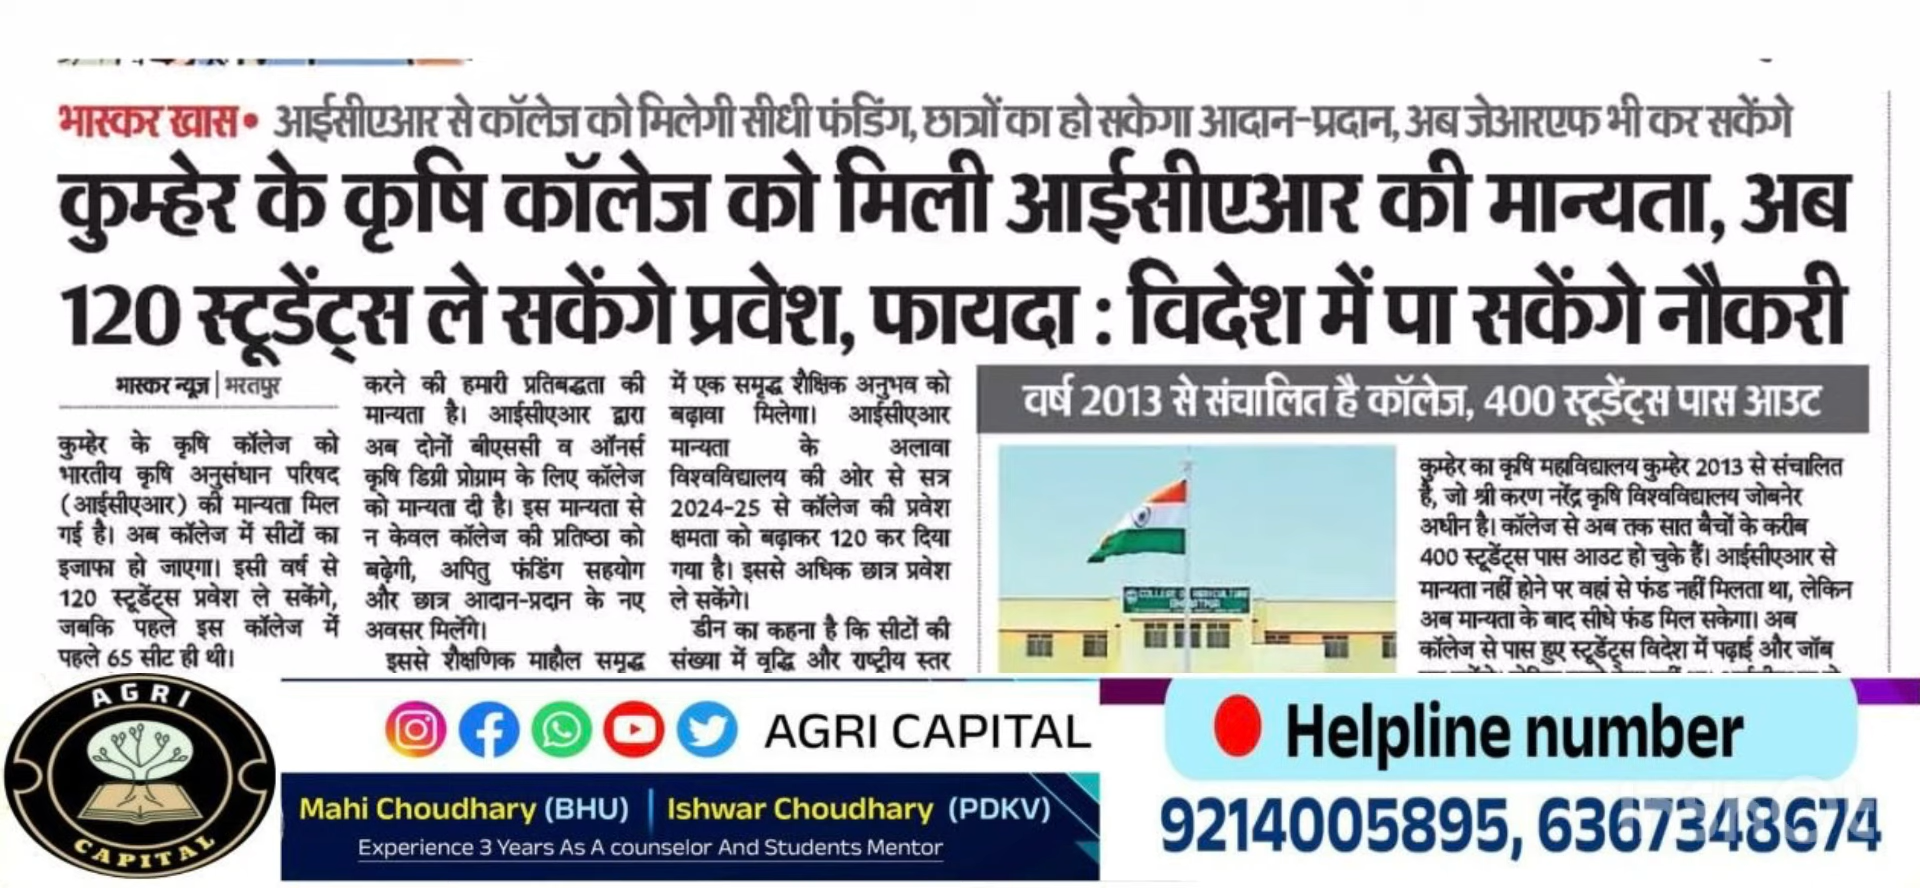 भास्कर खास• आईसीएआर से कॉलेज को मिलेगी सीधी फंडिंग, छात्रों का हो सकेगा आदान-प्रदान, अब जेआरएफ भी कर सकेंगे
कुम्हेर के कृषि कॉलेज को मिली आईसीएआर की मान्यता, अब
120 स्टूडेंट्स ले सकेंगे प्रवेश, फायदा : विदेश में पा सकेंगे नौकरी
भास्कर न्यूज | भरतपुर
कुम्हेर के कृषि कॉलेज को
भारतीय कृषि अनुसंधान परिषद
(आईसीएआर) की मान्यता मिल
गई है। अब कॉलेज में सीटों का
इजाफा हो जाएगा। इसी वर्ष से
120 स्टूडेंट्स प्रवेश ले सकेंगे,
जबकि पहले इस कॉलेज में
पहले 65 सीट ही थी।
करने की हमारी प्रतिबद्धता की
मान्यता है। आईसीएआर द्वारा
अब दोनों बीएससी व ऑनर्स
कृषि डिग्री प्रोग्राम के लिए कॉलेज
को मान्यता दी है। इस मान्यता से
न केवल कॉलेज की प्रतिष्ठा को
बढ़ेगी, अपितु फंडिंग सहयोग
और छात्र आदान-प्रदान के नए
अवसर मिलेंगे।
इससे शैक्षणिक माहौल समृद्ध
में एक समृद्ध शैक्षिक अनुभव को
बढ़ावा मिलेगा। आईसीएआर
मान्यता के अलावा
विश्वविद्यालय की ओर से सत्र
2024-25 से कॉलेज की प्रवेश
क्षमता को बढ़ाकर 120 कर दिया
गया है। इससे अधिक छात्र प्रवेश
ले सकेंगे।
डीन का कहना है कि सीटों की
संख्या में वृद्धि और राष्ट्रीय स्तर
वर्ष 2013 से संचालित है कॉलेज, 400 स्टूडेंट्स पास आउट
COLLEGE OF AGRICULTURE
BHARATPUR
कुम्हेर का कृषि महाविद्यालय कुम्हेर 2013 से संचालित
है, जो श्री करण नरेंद्र कृषि विश्वविद्यालय जोबनेर
अधीन है। कॉलेज से अब तक सात बैचों के करीब
400 स्टूडेंट्स पास आउट हो चुके हैं। आईसीएआर से
मान्यता नहीं होने पर वहां से फंड नहीं मिलता था, लेकिन
अब मान्यता के बाद सीधे फंड मिल सकेगा। अब
कॉलेज से पास हुए स्टूडेंट्स विदेश में पढ़ाई और जॉब
AGRI
CAPITAL
AGRI CAPITAL
Mahi Choudhary (BHU) | Ishwar Choudhary (PDKV)
Experience 3 Years As A counselor And Students Mentor
Helpline number
9214005895, 6367348674